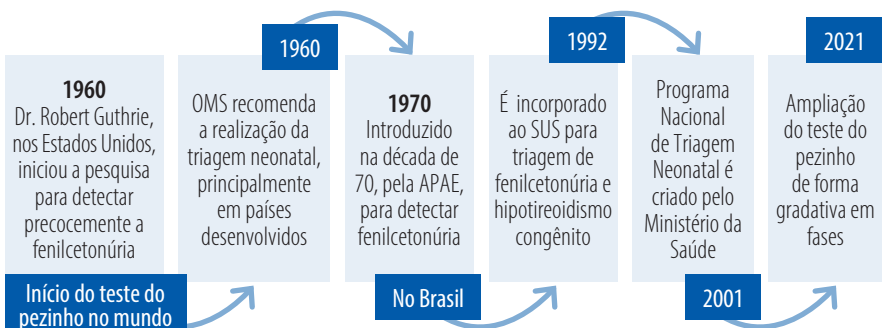 1960
Dr. Robert Guthrie,
nos Estados Unidos,
iniciou a pesquisa
para detectar
precocemente a
fenilcetonúria
Início do teste do
pezinho no mundo
1960
OMS recomenda
a realização da
triagem neonatal,
principalmente
em países
desenvolvidos
1970
Introduzido
na década de
70, pela APAE,
para detectar
fenilcetonúria
No Brasil
1992
É incorporado
ao SUS para
triagem de
fenilcetonúria e
hipotireoidismo
congênito
Programa
Nacional
de Triagem
Neonatal é
criado pelo
Ministério da
Saúde
2001
2021
Ampliação
do teste do
pezinho
de forma
gradativa em
fases